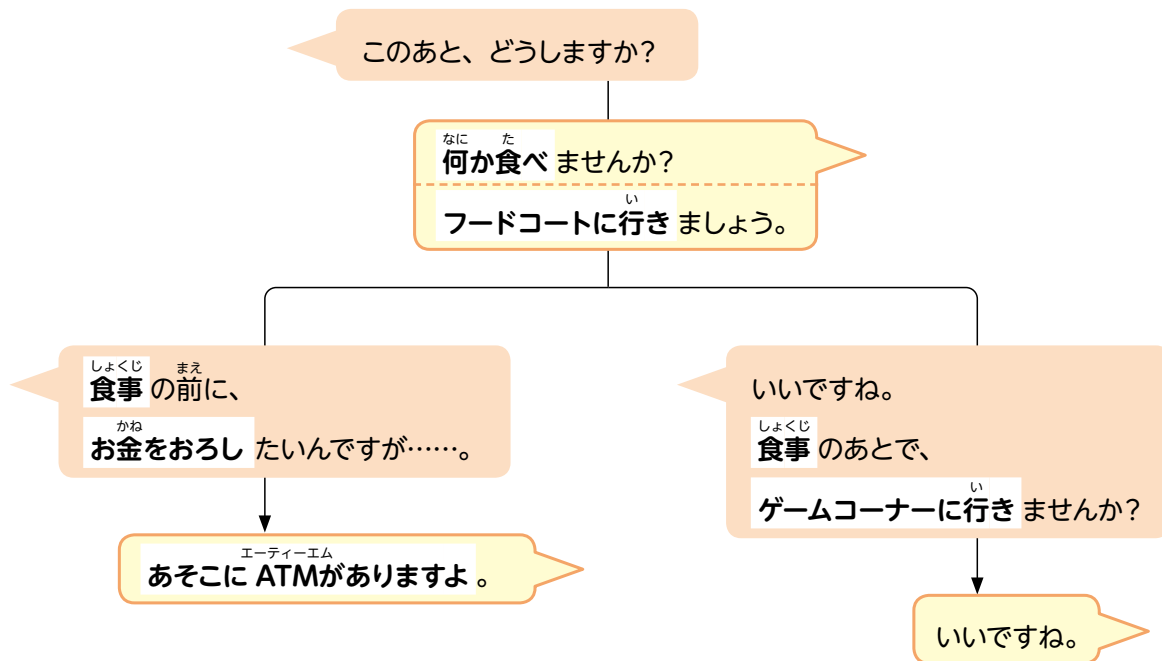 このあと、どうしますか？
なに た
何か食べ ませんか？
い
フードコートに行き ましょう。
しょくじ まえ
食事 の前に、
かね
お金をおろし たいんですが……。
エーティーエム
あそこに ATMがありますよ 。
いいですね。
しょくじ
食事 のあとで、
い
ゲームコーナーに行き ませんか？
いいですね。